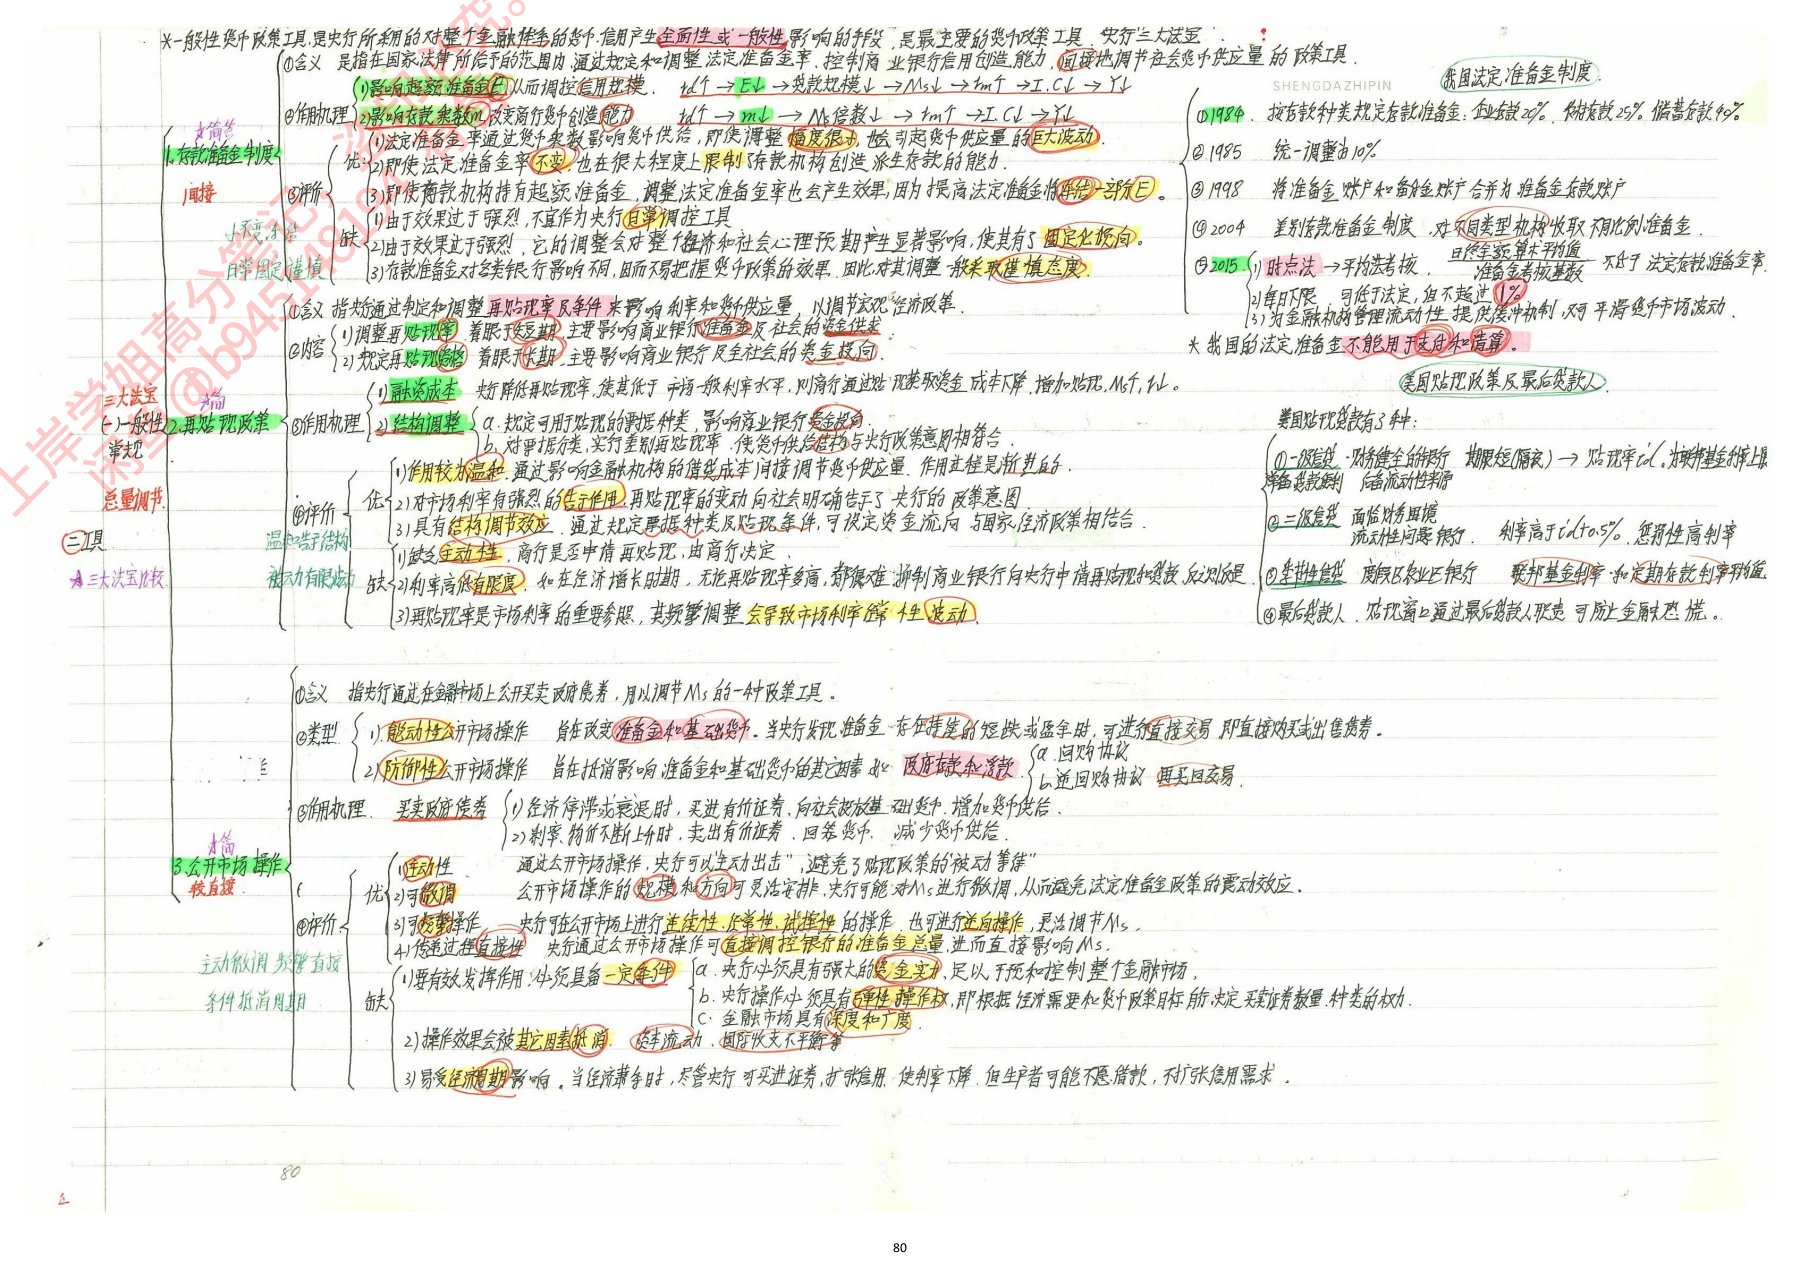 *一般性货币政策工具,是央行所采用的对整个金融体系的货币.信用产生全面性或一般性影响的手段,是最主要的货币政策工具.央行三大法宝
SHENGDAZHIPIN
二工具
☆三大法宝比较
三大法宝
(一)一般性
常规
总量调节
1.存款准备金制度
间接
小不变冻结
日常固定谨慎
①含义 是指在国家法律所给予的范围内,通过规定和调整法定准备金率,控制商业银行信用创造能力,间接地调节社会货币供应量的政策工具.
②作用机理
(1)影响超额准备金E,从而调控信用规模. rd↑→E↓→贷款规模↓→Ms↓→rm↑→I.C↓→Y↓
(2)影响存款乘数m,改变商行货币创造能力 rd↑→m↓→Ms倍数↓→rm↑→I.C↓→Y↓
③评价
优
1)法定准备金率通过货币乘数影响货币供给,即使调整幅度很小,也会引起货币供应量的巨大波动.
2)即使法定准备金率不变,也在很大程度上限制了存款机构创造派生存款的能力.
3)即使商款机构持有超额准备金,调整法定准备金率也会产生效果,因为提高法定准备金将冻结一部分E。
缺
1)由于效果过于强烈,不宜作为央行日常调控工具
2)由于效果过于强烈,它的调整会对整个经济和社会心理预期产生显著影响,使其有了固定化倾向。
3)存款准备金对各类银行影响不同,因而不易把握货币政策的效果.因此对其调整一般采取谨慎态度.
我国法定准备金制度.
①1984. 按存款种类规定存款准备金:企业存款20% 农村存款25% 储蓄存款40%
②1985 统一调整为10%
③1998 将准备金账户和备付金账户合并为准备金存款账户
④2004 差别存款准备金制度.对不同类型机构收取不同比例准备金.
⑤2015 1)时点法→平均法考核. 日终余额算术平均值/准备金考核基数 不低于法定存款准备金率.
2)每日下限 可低于法定,但不超过1%
3)为金融机构管理流动性提供缓冲机制,又可平滑货币市场波动.
*我国的法定准备金不能用于支付和清算。
2.再贴现政策
温和告示结构
被动有限波动
①含义 指央行通过制定和调整再贴现率及条件来影响利率和货币供应量,以调节宏观经济政策.
②内容
1)调整再贴现率 着眼于短期,主要影响商业银行准备金及社会的资金供求
2)规定再贴现资格 着眼于长期.主要影响商业银行及全社会的资金投向.
③作用机理
1)融资成本 央行降低再贴现率,使其低于市场一般利率水平,则商行通过贴现获取资金成本下降,增加贴现,M↑,r↓。
2)结构调整
a.规定可用于贴现的票据种类,影响商业银行资金投向.
b.对票据分类,实行差别再贴现率.使货币供给结构与央行政策意图相符合.
④评价
优
1)作用较为温和.通过影响金融机构的借贷成本间接调节货币供应量.作用过程是渐进的.
2)对市场利率有强烈的告示作用.再贴现率的变动向社会明确告示了央行的政策意图
3)具有结构调节效应.通过规定票据种类及贴现条件,可设定资金流向与国家经济政策相结合.
缺
1)缺乏主动性,商行是否申请再贴现,由商行决定.
2)利率高低有限度.如在经济增长时期,无论再贴现率多高,都很难抑制商业银行向央行申请再贴现和贷款,反之则反是.
3)再贴现率是市场利率的重要参照,其频繁调整会导致市场利率经常性波动.
美国贴现政策及最后贷款人.
美国贴现贷款有3种:
①一级信贷 财务健全的银行 期限短(隔夜)→贴现率id,为联邦基金利率上限
常备贷款便利 后备流动性来源
②二级信贷 面临财务困境 流动性问题银行. 利率高于id 50.5%.惩罚性高利率
③季节性信贷 度假区农业区银行 联邦基金利率和定期存款利率平均值
④最后贷款人.贴现窗口通过最后贷款人职责可防止金融恐慌。
3.公开市场操作
较直接.
主动微调 频繁直接
条件抵消周期
①含义 指央行通过在金融市场上公开买卖政府债券,用以调节Ms的一种政策工具。
②类型
1)能动性公开市场操作 旨在改变准备金和基础货币.当央行发现准备金存在持续的短缺或盈余时,可进行直接交易 即直接购买或出售债券。
2)防御性公开市场操作 旨在抵消影响准备金和基础货币的其它因素 如政府存款和浮款
a.回购协议
b.逆回购协议 再买回交易.
③作用机理 买卖政府债券
1)经济停滞或衰退时,买进有价证券,向社会投放基础货币.增加货币供给.
2)利率、物价不断上升时,卖出有价证券.回笼货币.减少货币供给.
④评价
优
1)主动性 通过公开市场操作,央行可以"主动出击",避免了贴现政策的"被动等待"
2)可微调 公开市场操作的规模和方向可灵活安排.央行可能对Ms进行微调,从而避免法定准备金政策的震动效应.
3)可频繁操作 央行可在公开市场上进行连续性、经常性、试探性的操作.也可进行逆向操作,灵活调节Ms.
4)传递过程直接性 央行通过公开市场操作可直接调控银行的准备金总量,进而直接影响Ms.
缺
1)要有效发挥作用.必须具备一定条件
a.央行必须具有强大的资金实力.足以干预和控制整个金融市场.
b.央行操作必须具有弹性操作权,即根据经济需要和货币政策目标自行决定买卖证券数量.种类的权力.
c.金融市场具有深度和广度.
2)操作效果会被其它因素抵消. 资本流动、国际收支不平衡等
3)易受经济周期影响。当经济萧条时,尽管央行可买进证券,扩张信用.使利率下降,但生产者可能不愿借款,不扩张信用需求.
80
80